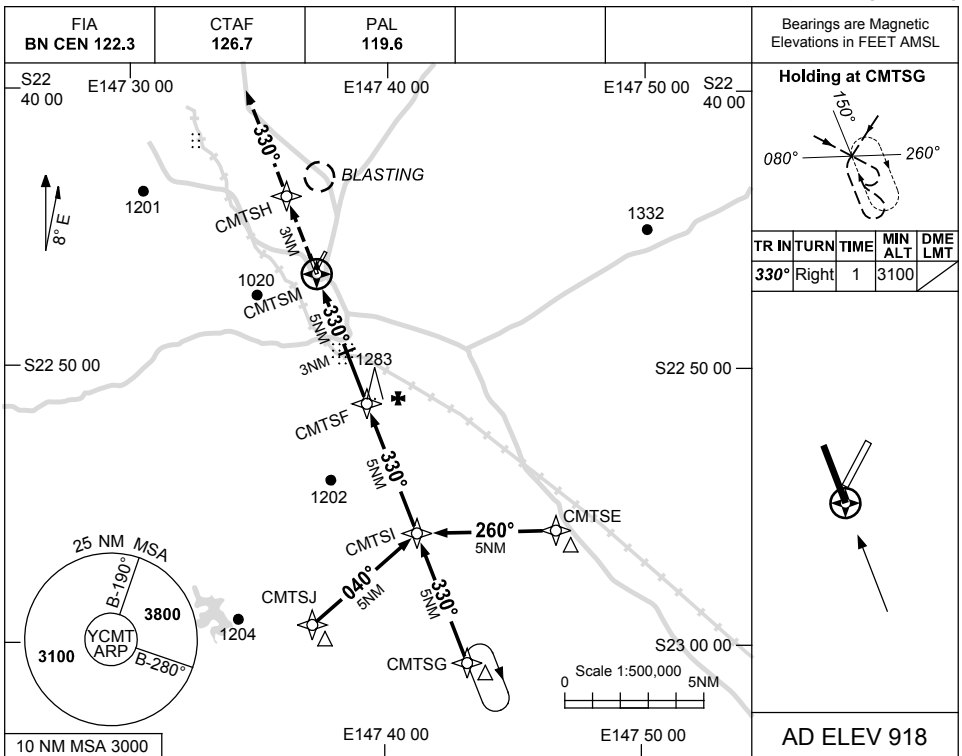 FIA
BN CEN 122.3
CTAF
126.7
PAL
119.6
Bearings are Magnetic
Elevations in FEET AMSL
S22
40 00
E147 30 00
E147 40 00
E147 50 00
S22
40 00
Holding at CMTSG
150°
080°
260°
TR IN TURN TIME MIN ALT DME LMT
330° Right 1 3100
330°
BLASTING
8° E
1201
CMTSH
3NM
1332
1020
CMTSM
330°
5NM
S22 50 00
3NM
1283
S22 50 00
CMTSF
330°
5NM
1202
CMTSI
260°
5NM
CMTSE
25 NM MSA
B-190°
3800
YCMT
ARP
3100
B-280°
CMTSJ
040°
5NM
330°
5NM
1204
CMTSG
Scale 1:500,000
0
5NM
S23 00 00
10 NM MSA 3000
E147 40 00
E147 50 00
AD ELEV 918